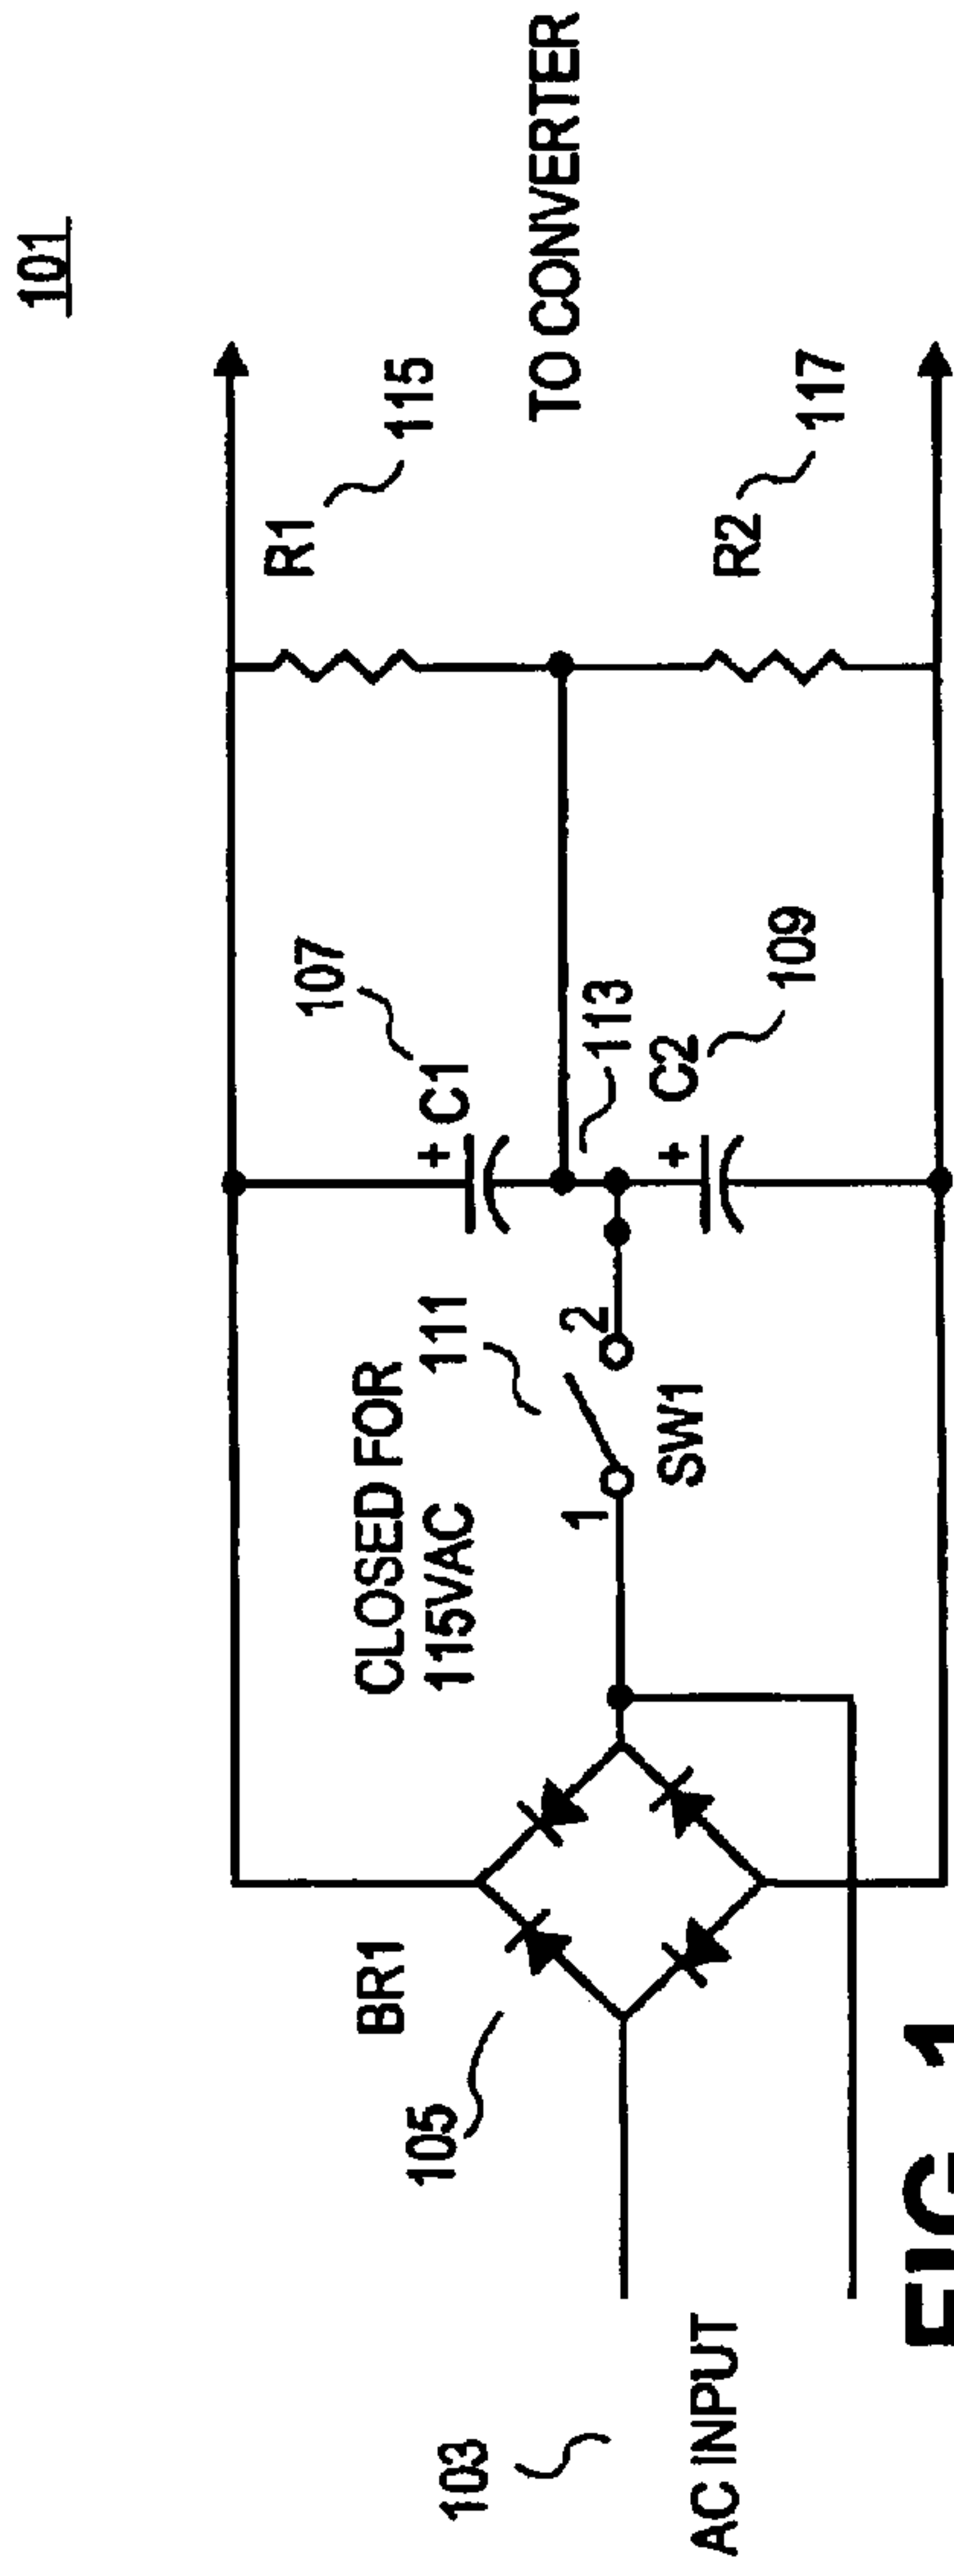 101
R1
115
TO CONVERTER
R2
117
107
+ C1
113
C2
+
109
CLOSED FOR
115VAC
111
1
2
SW1
BR1
105
103
AC INPUT
FIG. 1